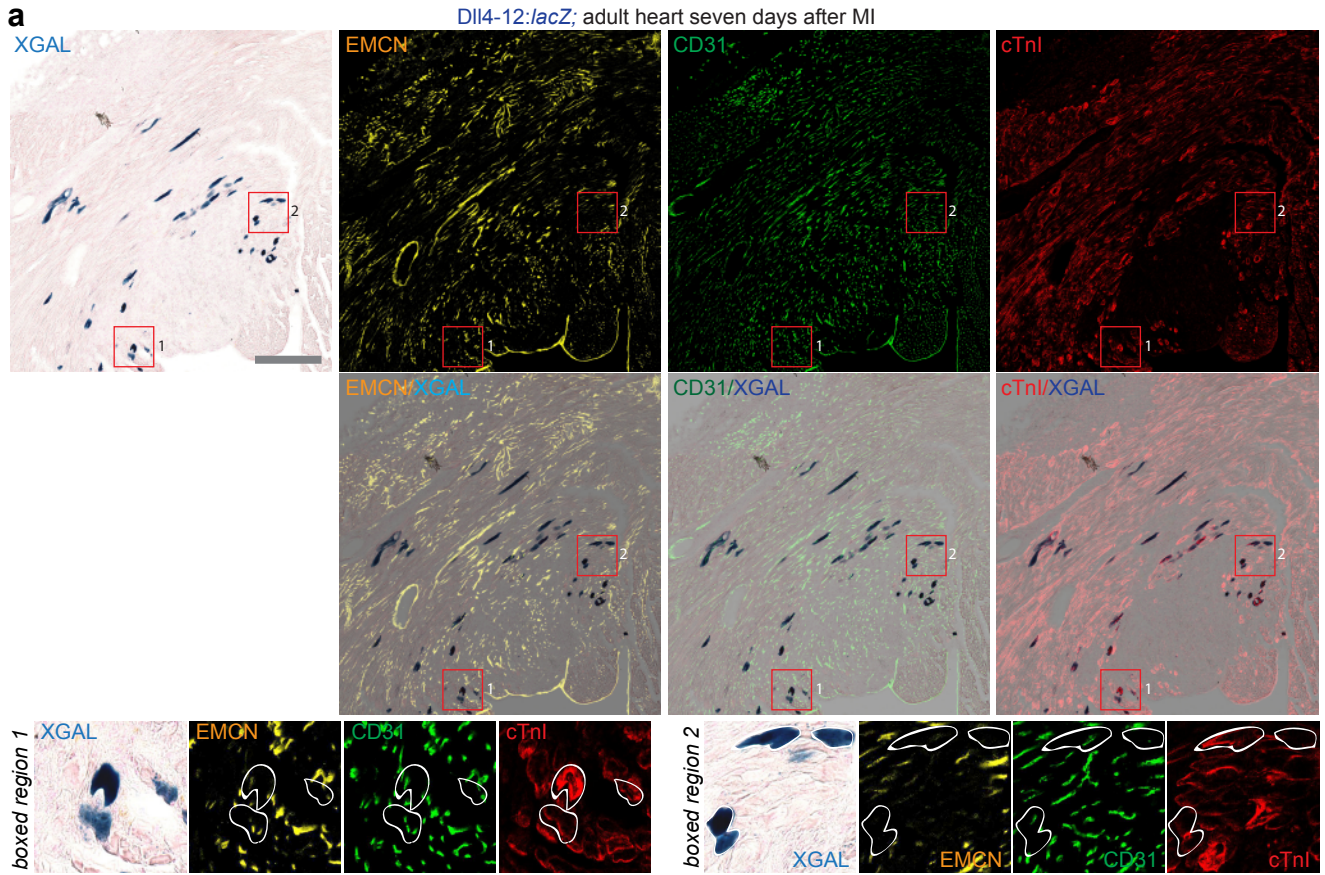 a
Dll4-12:lacZ; adult heart seven days after MI
XGAL
EMCN
CD31
cTnI
2
2
2
2
1
1
1
1
EMCN/XGAL
CD31/XGAL
cTnI/XGAL
2
2
2
1
1
1
boxed region 1
XGAL
EMCN
CD31
cTnI
boxed region 2
XGAL
EMCN
CD31
cTnI